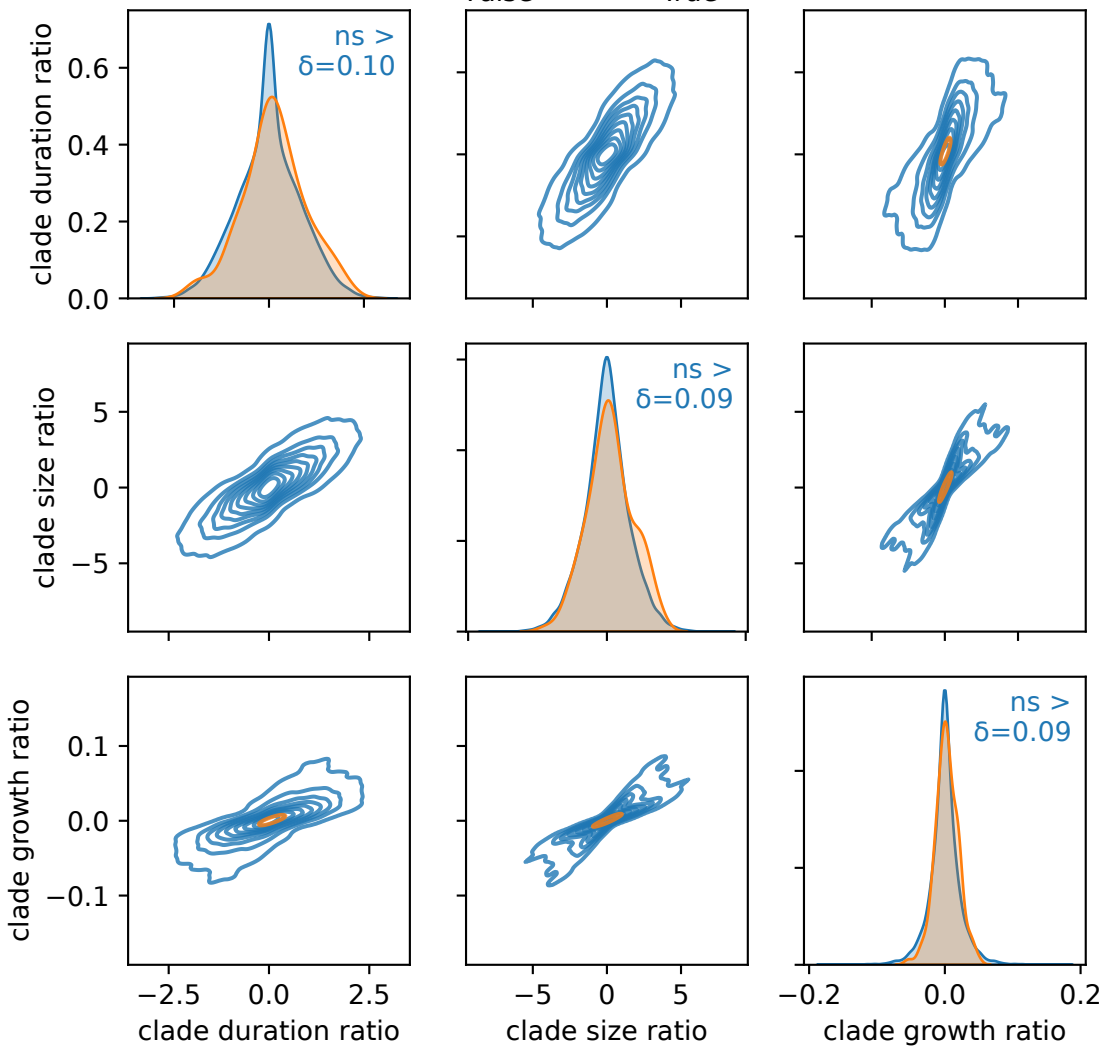 clade duration ratio
0.6
0.4
0.2
0.0
ns >
δ=0.10
−5
0
5
clade size ratio
5
0
−5
ns >
δ=0.09
clade growth ratio
0.1
0.0
−0.1
ns >
δ=0.09
−2.5
0.0
2.5
−5
0
5
−0.2
0.0
0.2
clade duration ratio
clade size ratio
clade growth ratio